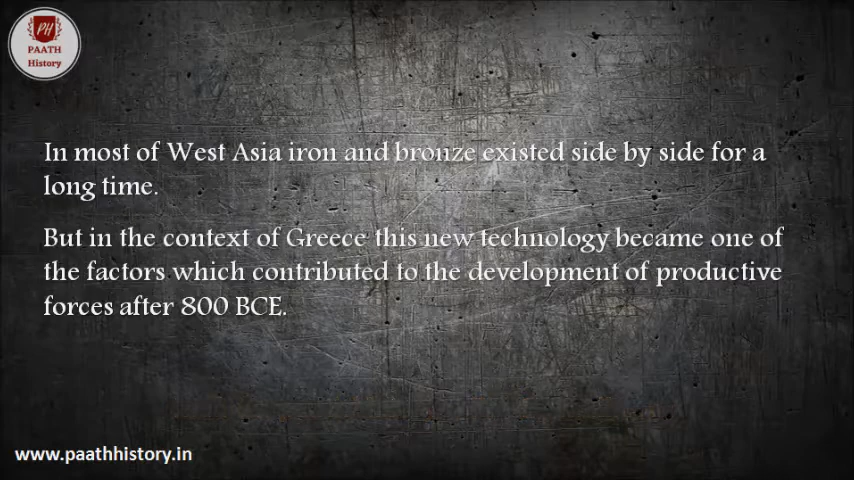 PH
PAATH
History
In most of West Asia iron and bronze existed side by side for a
long time.
But in the context of Greece this new technology became one of
the factors which contributed to the development of productive
forces after 800 BCE.
www.paathhistory.in